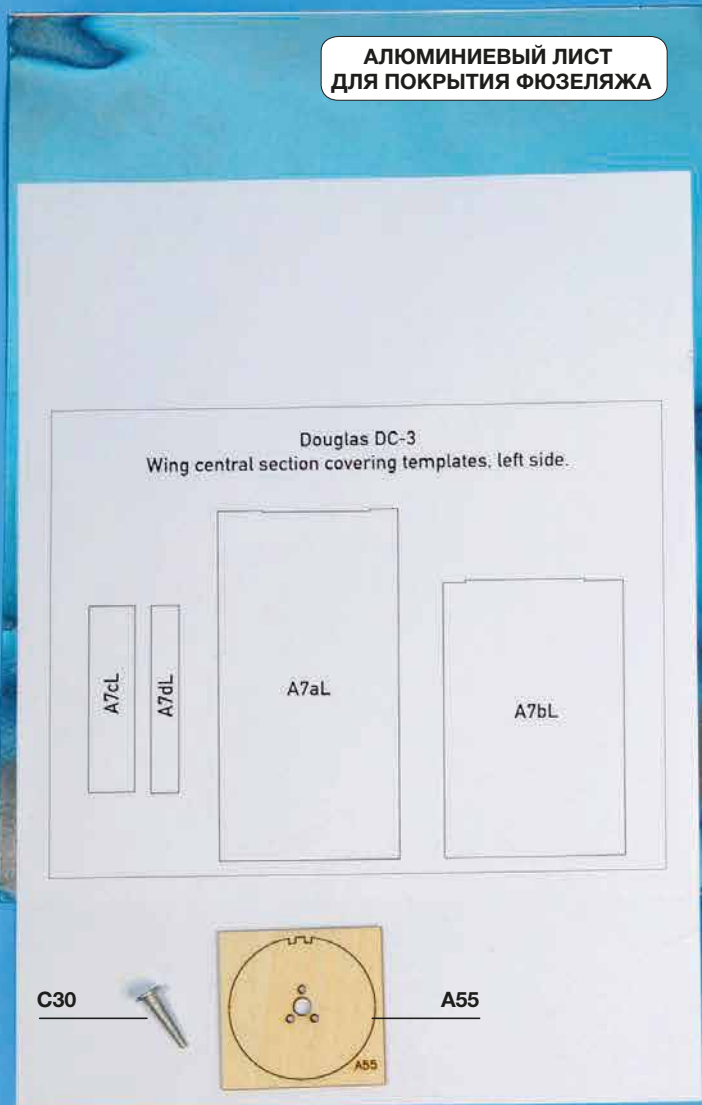 АЛЮМИНИЕВЫЙ ЛИСТ
ДЛЯ ПОКРЫТИЯ ФЮЗЕЛЯЖА
Douglas DC-3
Wing central section covering templates, left side.
A7cL
A7dL
A7aL
A7bL
C30
A55
A55